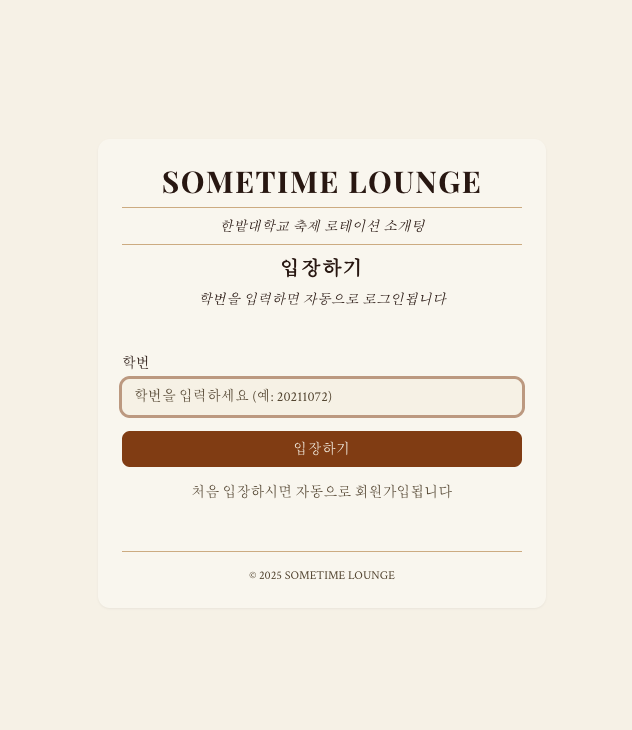 SOMETIME LOUNGE
한밭대학교 축제 로테이션 소개팅
입장하기
학번을 입력하면 자동으로 로그인됩니다
학번
학번을 입력하세요 (예: 20211072)
입장하기
처음 입장하시면 자동으로 회원가입됩니다
© 2025 SOMETIME LOUNGE